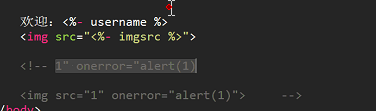 欢迎：<%- username %>
<img src="<%- imgsrc %>">
<!-- 1" onerror="alert(1)
<img src="1" onerror="alert(1)"> -->
</body>